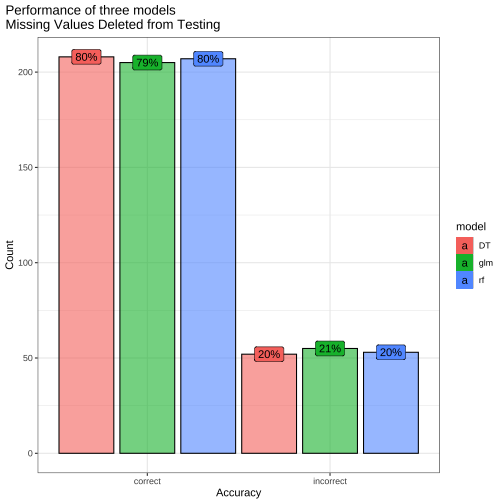 Performance of three models
Missing Values Deleted from Testing
80%
79%
80%
20%
21%
20%
200
150
100
50
0
Count
correct
incorrect
Accuracy
model
a DT
a glm
a rf